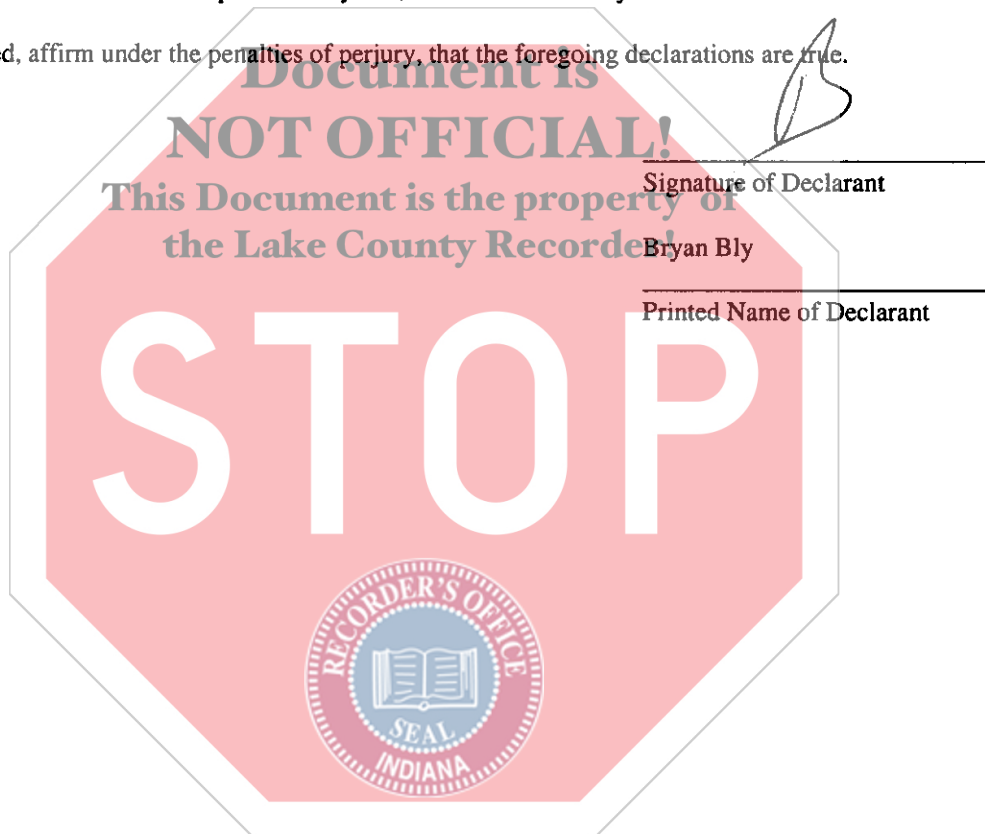 ed, affirm under the penalties of perjury, that the foregoing declarations are true.
Document is
NOT OFFICIAL!
This Document is the property of
the Lake County Recorder!
Signature of Declarant
Bryan Bly
Printed Name of Declarant
STOP
RECORDER'S OFFICE
SEAL
INDIANA